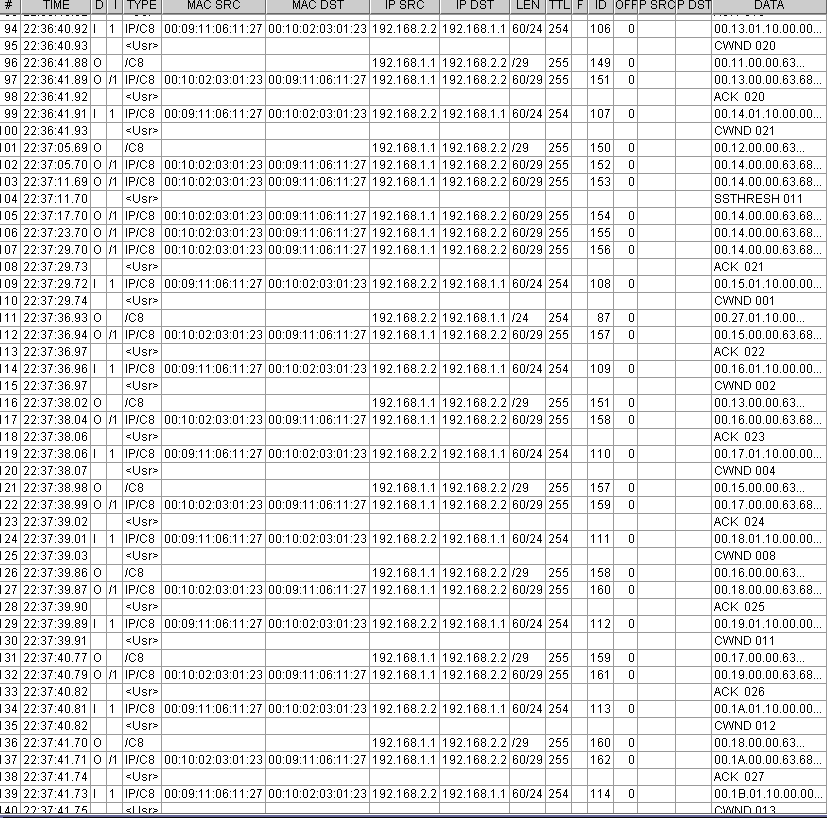 # TIME D I TYPE MAC SRC MAC DST IP SRC IP DST LEN TTL F ID OFF P SRC P DST DATA
94 22:36:40.92 I 1 IP/C8 00:09:11:06:11:27 00:10:02:03:01:23 192.168.2.2 192.168.1.1 60/24 254 106 0 00.13.01.10.00.00...
95 22:36:40.93 <Usr> CWND 020
96 22:36:41.88 O /C8 192.168.1.1 192.168.2.2 /29 255 149 0 00.11.00.00.63...
97 22:36:41.89 O /1 IP/C8 00:10:02:03:01:23 00:09:11:06:11:27 192.168.1.1 192.168.2.2 60/29 255 151 0 00.13.00.00.63.68...
98 22:36:41.92 <Usr> ACK 020
99 22:36:41.91 I 1 IP/C8 00:09:11:06:11:27 00:10:02:03:01:23 192.168.2.2 192.168.1.1 60/24 254 107 0 00.14.01.10.00.00...
100 22:36:41.93 <Usr> CWND 021
101 22:37:05.69 O /C8 192.168.1.1 192.168.2.2 /29 255 150 0 00.12.00.00.63...
102 22:37:05.70 O /1 IP/C8 00:10:02:03:01:23 00:09:11:06:11:27 192.168.1.1 192.168.2.2 60/29 255 152 0 00.14.00.00.63.68...
103 22:37:11.69 O /1 IP/C8 00:10:02:03:01:23 00:09:11:06:11:27 192.168.1.1 192.168.2.2 60/29 255 153 0 00.14.00.00.63.68...
104 22:37:11.70 <Usr> SSTHRESH 011
105 22:37:17.70 O /1 IP/C8 00:10:02:03:01:23 00:09:11:06:11:27 192.168.1.1 192.168.2.2 60/29 255 154 0 00.14.00.00.63.68...
106 22:37:23.70 O /1 IP/C8 00:10:02:03:01:23 00:09:11:06:11:27 192.168.1.1 192.168.2.2 60/29 255 155 0 00.14.00.00.63.68...
107 22:37:29.70 O /1 IP/C8 00:10:02:03:01:23 00:09:11:06:11:27 192.168.1.1 192.168.2.2 60/29 255 156 0 00.14.00.00.63.68...
108 22:37:29.73 <Usr> ACK 021
109 22:37:29.72 I 1 IP/C8 00:09:11:06:11:27 00:10:02:03:01:23 192.168.2.2 192.168.1.1 60/24 254 108 0 00.15.01.10.00.00...
110 22:37:29.74 <Usr> CWND 001
111 22:37:36.93 O /C8 192.168.2.2 192.168.1.1 /24 254 87 0 00.27.01.10.00...
112 22:37:36.94 O /1 IP/C8 00:10:02:03:01:23 00:09:11:06:11:27 192.168.1.1 192.168.2.2 60/29 255 157 0 00.15.00.00.63.68...
113 22:37:36.97 <Usr> ACK 022
114 22:37:36.96 I 1 IP/C8 00:09:11:06:11:27 00:10:02:03:01:23 192.168.2.2 192.168.1.1 60/24 254 109 0 00.16.01.10.00.00...
115 22:37:36.97 <Usr> CWND 002
116 22:37:38.02 O /C8 192.168.1.1 192.168.2.2 /29 255 151 0 00.13.00.00.63...
117 22:37:38.04 O /1 IP/C8 00:10:02:03:01:23 00:09:11:06:11:27 192.168.1.1 192.168.2.2 60/29 255 158 0 00.16.00.00.63.68...
118 22:37:38.06 <Usr> ACK 023
119 22:37:38.06 I 1 IP/C8 00:09:11:06:11:27 00:10:02:03:01:23 192.168.2.2 192.168.1.1 60/24 254 110 0 00.17.01.10.00.00...
120 22:37:38.07 <Usr> CWND 004
121 22:37:38.98 O /C8 192.168.1.1 192.168.2.2 /29 255 157 0 00.15.00.00.63...
122 22:37:38.99 O /1 IP/C8 00:10:02:03:01:23 00:09:11:06:11:27 192.168.1.1 192.168.2.2 60/29 255 159 0 00.17.00.00.63.68...
123 22:37:39.02 <Usr> ACK 024
124 22:37:39.01 I 1 IP/C8 00:09:11:06:11:27 00:10:02:03:01:23 192.168.2.2 192.168.1.1 60/24 254 111 0 00.18.01.10.00.00...
125 22:37:39.03 <Usr> CWND 008
126 22:37:39.86 O /C8 192.168.1.1 192.168.2.2 /29 255 158 0 00.16.00.00.63...
127 22:37:39.87 O /1 IP/C8 00:10:02:03:01:23 00:09:11:06:11:27 192.168.1.1 192.168.2.2 60/29 255 160 0 00.18.00.00.63.68...
128 22:37:39.90 <Usr> ACK 025
129 22:37:39.89 I 1 IP/C8 00:09:11:06:11:27 00:10:02:03:01:23 192.168.2.2 192.168.1.1 60/24 254 112 0 00.19.01.10.00.00...
130 22:37:39.91 <Usr> CWND 011
131 22:37:40.77 O /C8 192.168.1.1 192.168.2.2 /29 255 159 0 00.17.00.00.63...
132 22:37:40.79 O /1 IP/C8 00:10:02:03:01:23 00:09:11:06:11:27 192.168.1.1 192.168.2.2 60/29 255 161 0 00.19.00.00.63.68...
133 22:37:40.82 <Usr> ACK 026
134 22:37:40.81 I 1 IP/C8 00:09:11:06:11:27 00:10:02:03:01:23 192.168.2.2 192.168.1.1 60/24 254 113 0 00.1A.01.10.00.00...
135 22:37:40.82 <Usr> CWND 012
136 22:37:41.70 O /C8 192.168.1.1 192.168.2.2 /29 255 160 0 00.18.00.00.63...
137 22:37:41.71 O /1 IP/C8 00:10:02:03:01:23 00:09:11:06:11:27 192.168.1.1 192.168.2.2 60/29 255 162 0 00.1A.00.00.63.68...
138 22:37:41.74 <Usr> ACK 027
139 22:37:41.73 I 1 IP/C8 00:09:11:06:11:27 00:10:02:03:01:23 192.168.2.2 192.168.1.1 60/24 254 114 0 00.1B.01.10.00.00...
140 22:37:41.75 <Usr> CWND 013